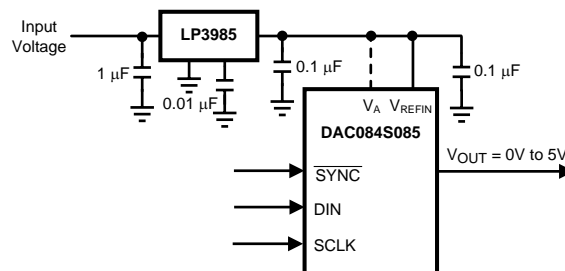 Input
Voltage
LP3985
1 μF
0.01 μF
0.1 μF
0.1 μF
VA VREFIN
DAC084S085
SYNC
DIN
SCLK
VOUT = 0V to 5V